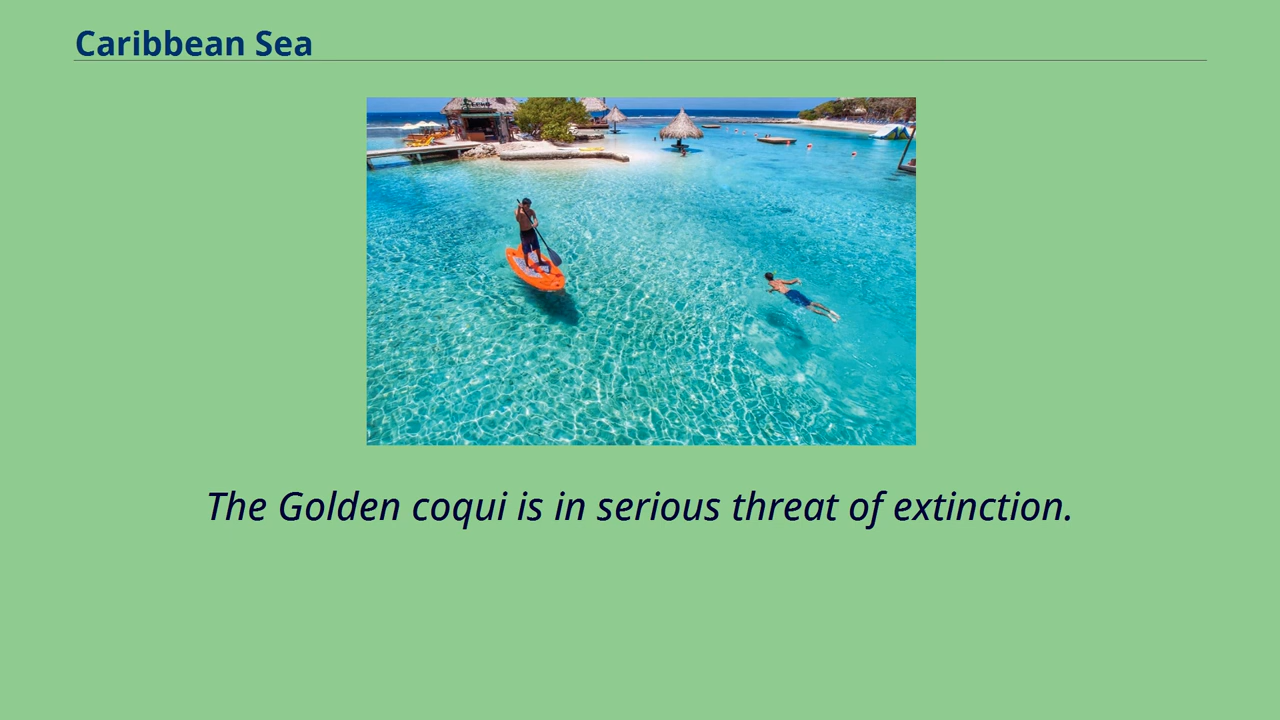 Caribbean Sea
The Golden coqui is in serious threat of extinction.